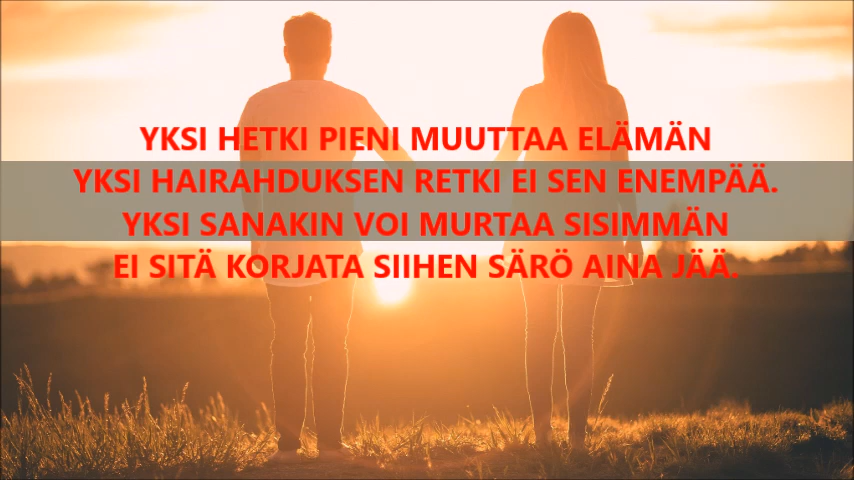 YKSI HETKI PIENI MUUTTAA ELÄMÄN
YKSI HAIRAHDUKSEN RETKI EI SEN ENEMPÄÄ.
YKSI SANAKIN VOI MURTAA SISIMMÄN
EI SITÄ KORJATA SIIHEN SÄRÖ AINA JÄÄ.